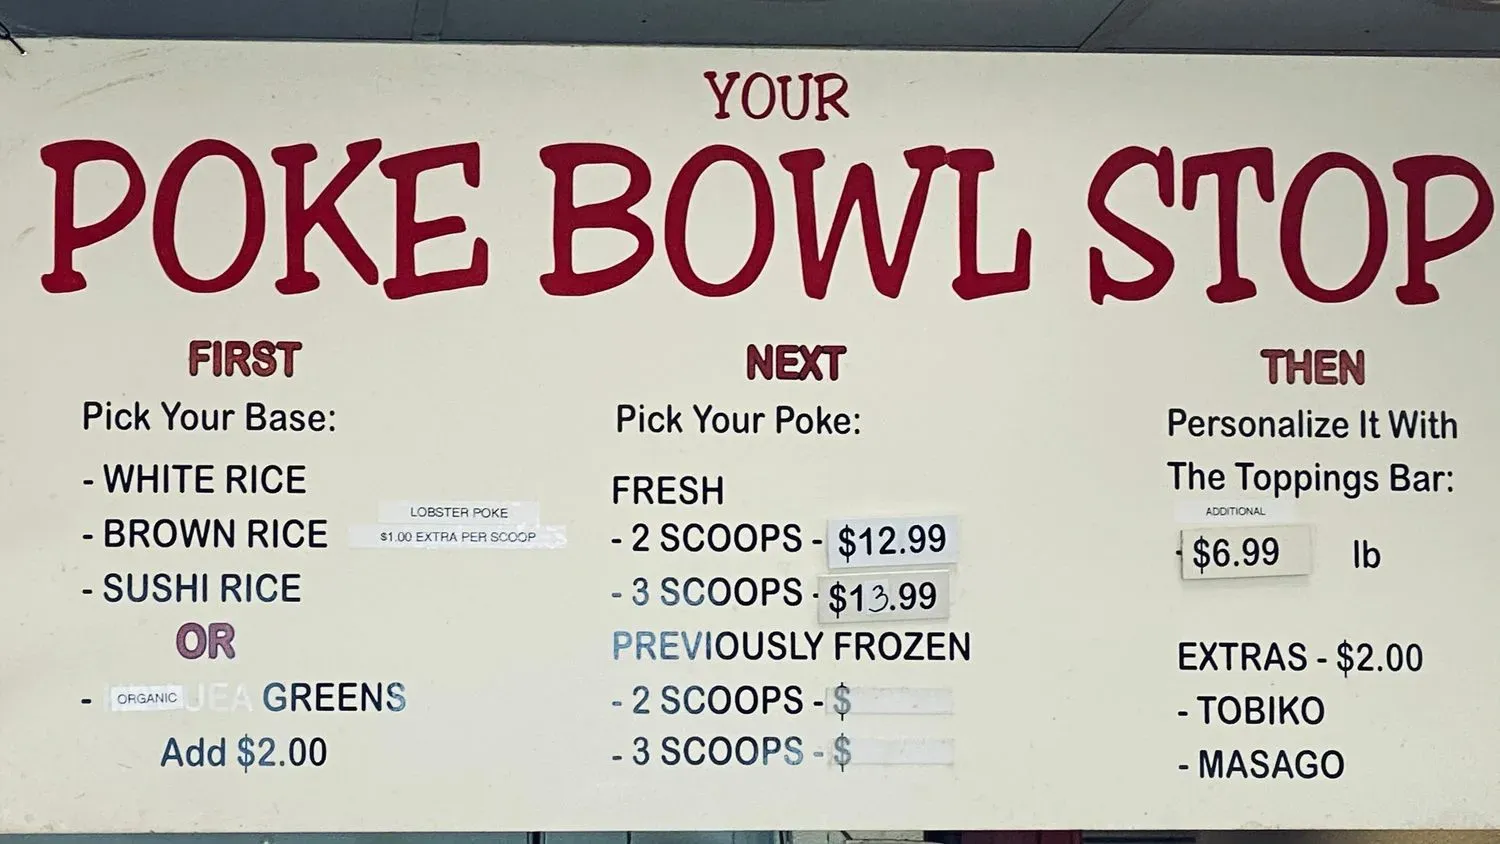 YOUR
POKE BOWL STOP
FIRST
Pick Your Base:
- WHITE RICE
- BROWN RICE
- SUSHI RICE
OR
- ORGANIC GREENS
Add $2.00
LOBSTER POKE
$1.00 EXTRA PER SCOOP
NEXT
Pick Your Poke:
FRESH
- 2 SCOOPS - $12.99
- 3 SCOOPS - $13.99
PREVIOUSLY FROZEN
- 2 SCOOPS - $
- 3 SCOOPS - $
THEN
Personalize It With
The Toppings Bar:
ADDITIONAL
- $6.99 lb
EXTRAS - $2.00
- TOBIKO
- MASAGO